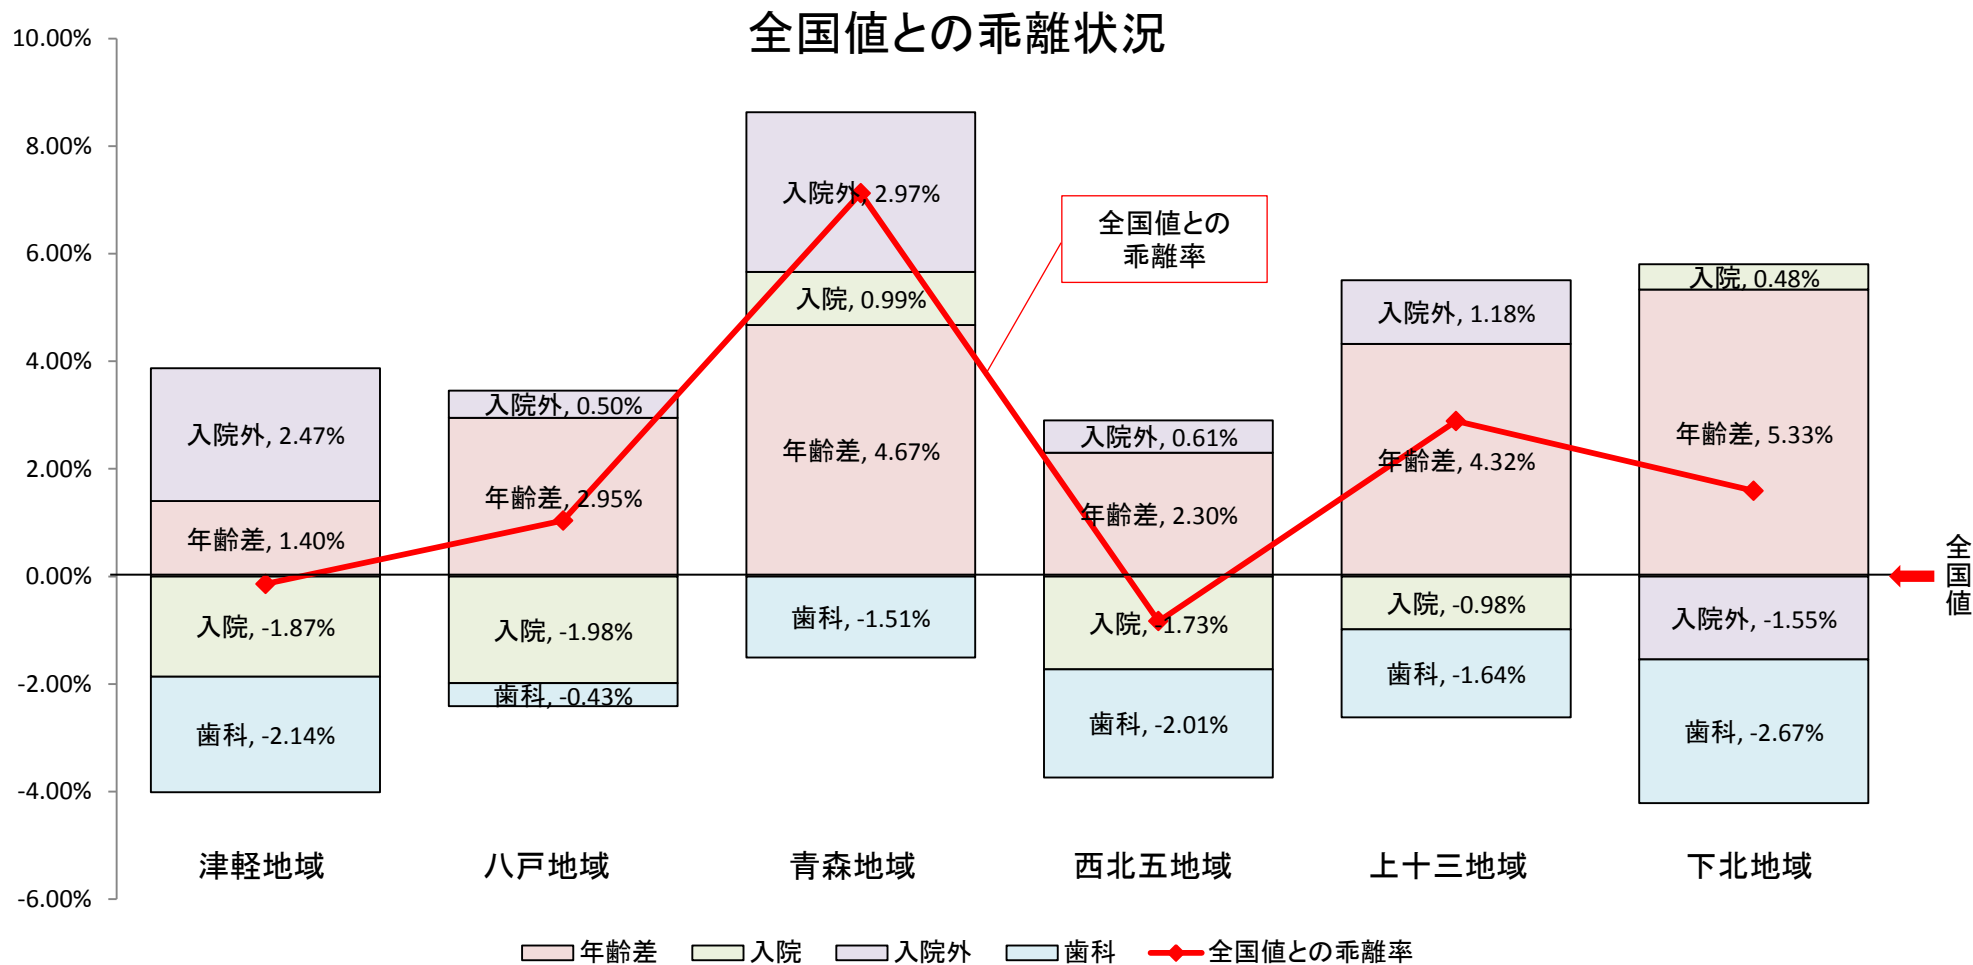 全国値との乖離状況
10.00%
8.00%
6.00%
4.00%
2.00%
0.00%
-2.00%
-4.00%
-6.00%
入院外, 2.47%
年齢差, 1.40%
入院, -1.87%
歯科, -2.14%
入院外, 0.50%
年齢差, 2.95%
入院, -1.98%
歯科, -0.43%
入院外, 2.97%
入院, 0.99%
年齢差, 4.67%
歯科, -1.51%
全国値との
乖離率
入院外, 0.61%
年齢差, 2.30%
入院, -1.73%
歯科, -2.01%
入院外, 1.18%
年齢差, 4.32%
入院, -0.98%
歯科, -1.64%
入院, 0.48%
年齢差, 5.33%
入院外, -1.55%
歯科, -2.67%
全国値
津軽地域
八戸地域
青森地域
西北五地域
上十三地域
下北地域
年齢差
入院
入院外
歯科
全国値との乖離率